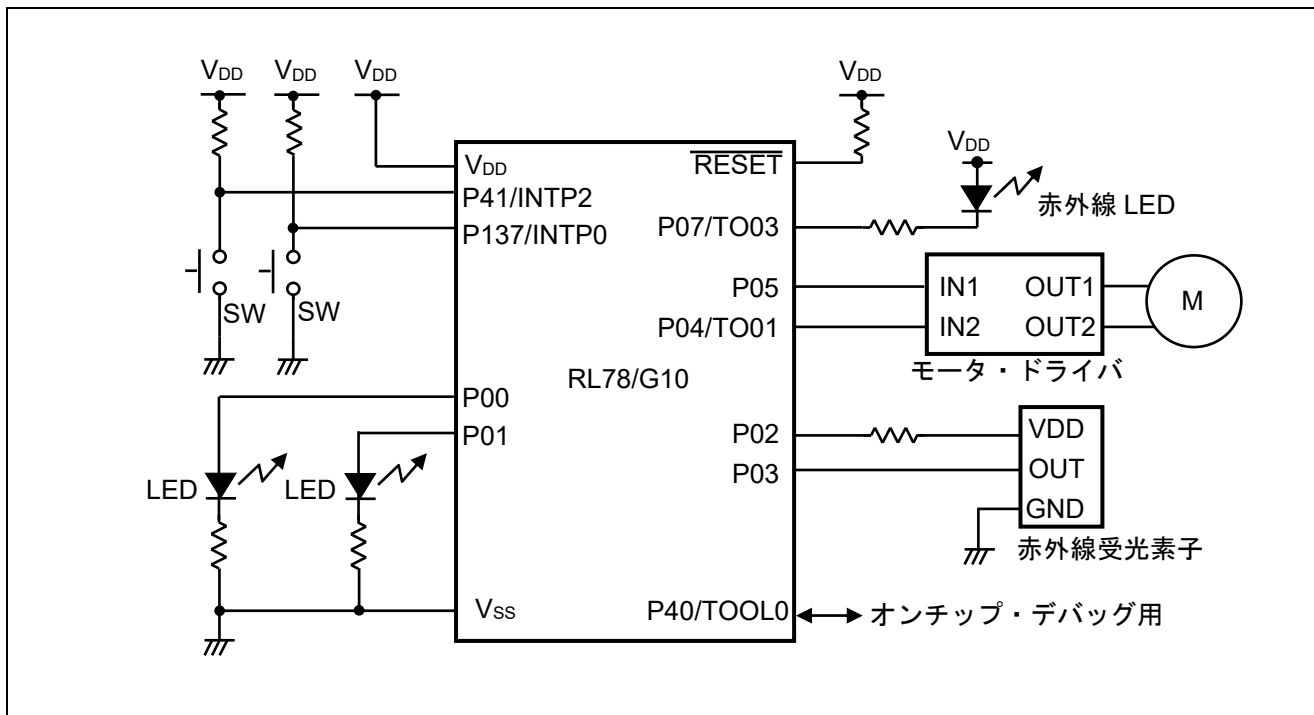 VDD VDD VDD
VDD
VDD
VDD
P41/INTP2
P137/INTP0
SW SW
P00
P01
LED LED
VSS
RL78/G10
RESET
P07/TO03
赤外線 LED
P05
P04/TO01
IN1 OUT1
IN2 OUT2
M
モータ・ドライバ
P02
P03
VDD
OUT
GND
赤外線受光素子
P40/TOOL0
オンチップ・デバッグ用